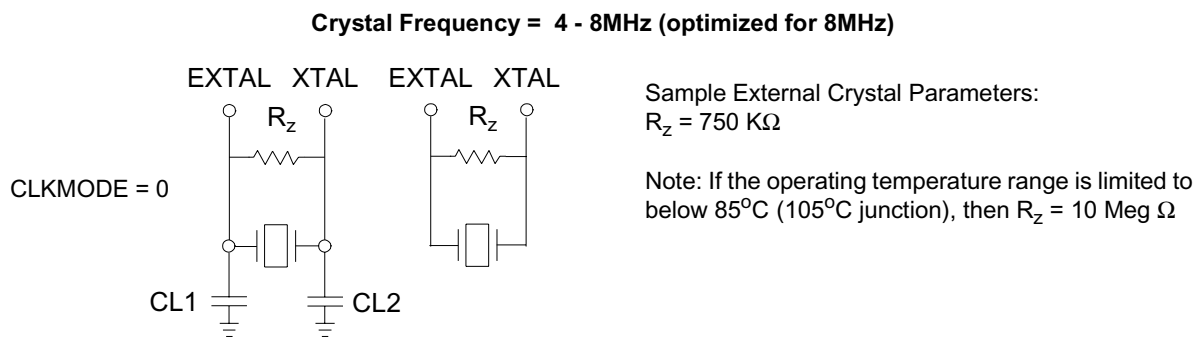 Crystal Frequency = 4 - 8MHz (optimized for 8MHz)
EXTAL XTAL EXTAL XTAL
Rz Rz
Sample External Crystal Parameters:
Rz = 750 KΩ
CLKMODE = 0
Note: If the operating temperature range is limited to
below 85°C (105°C junction), then Rz = 10 Meg Ω
CL1 CL2